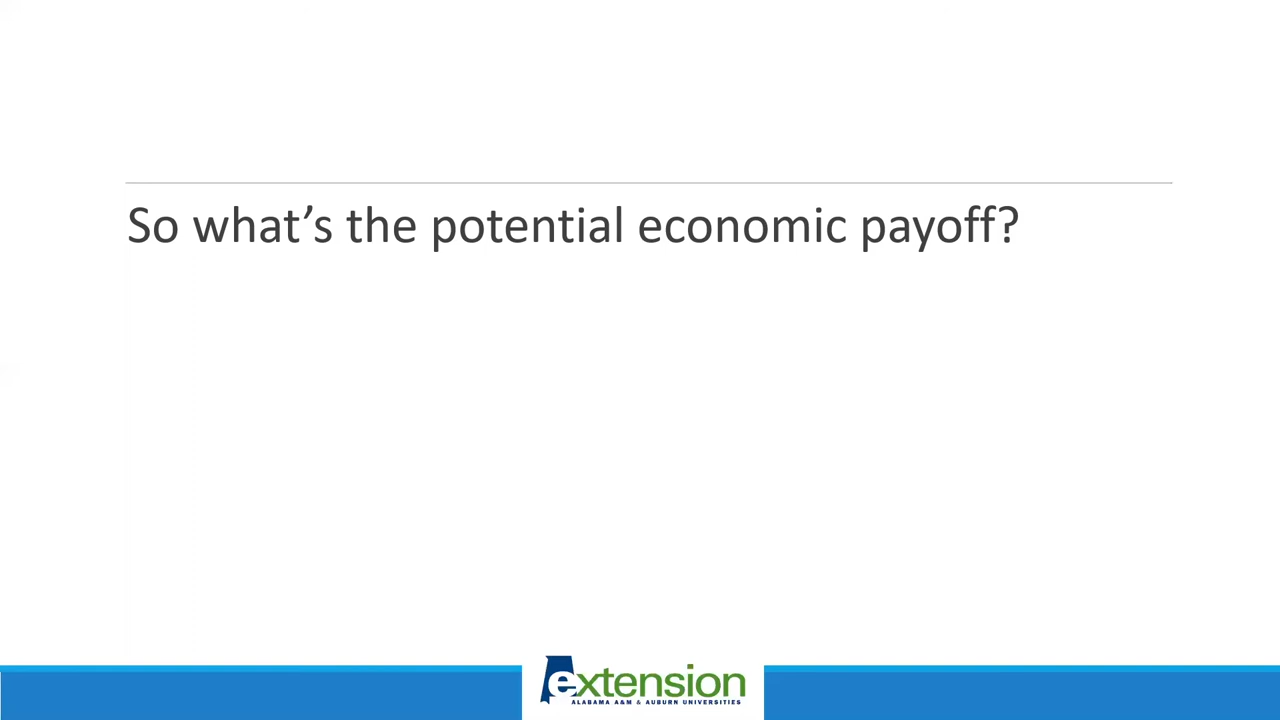 So what’s the potential economic payoff?
extension
ALABAMA A&M & AUBURN UNIVERSITIES